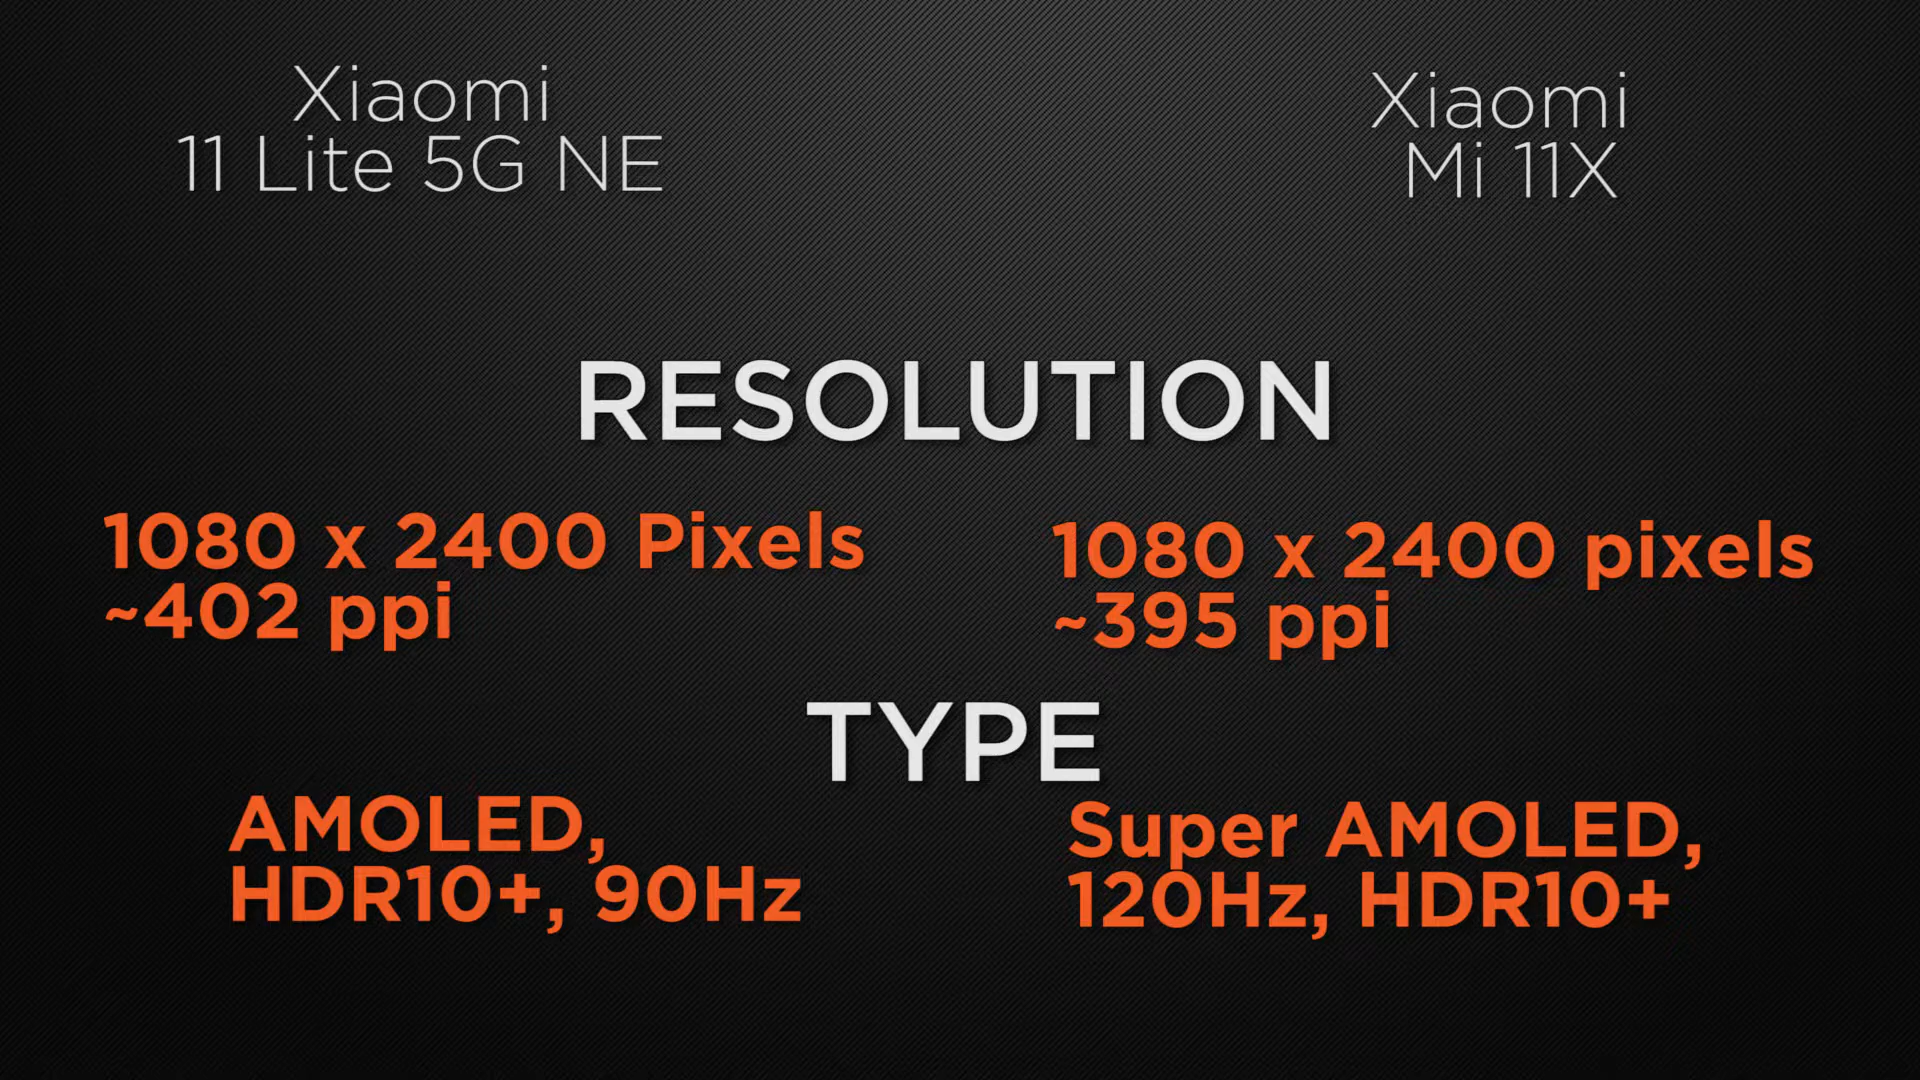 Xiaomi
11 Lite 5G NE
Xiaomi
Mi 11X
RESOLUTION
1080 x 2400 Pixels
~402 ppi
1080 x 2400 pixels
~395 ppi
TYPE
AMOLED,
HDR10+, 90Hz
Super AMOLED,
120Hz, HDR10+